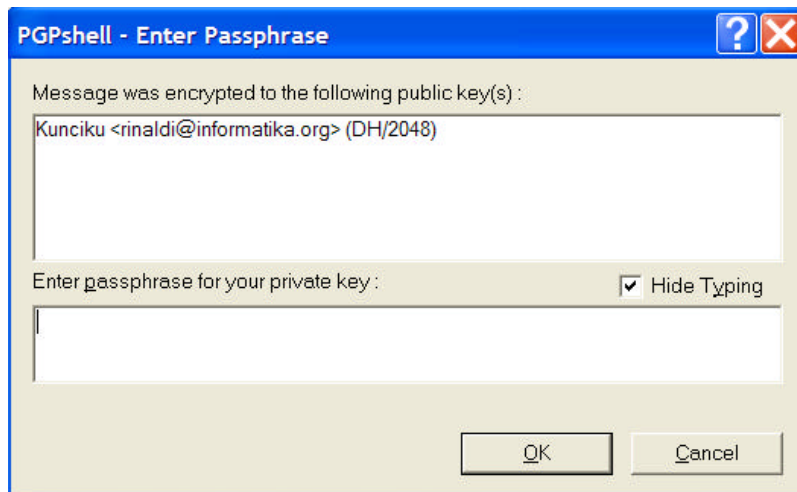 PGPshell - Enter Passphrase
Message was encrypted to the following public key(s) :
Kunciku <rinaldi@informatika.org> (DH/2048)
Enter passphrase for your private key :
Hide Typing
OK
Cancel